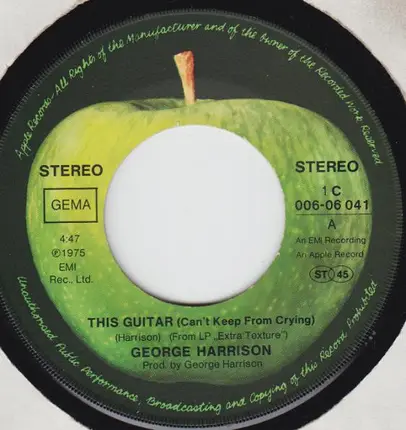 Apple Records · All Rights of the Manufacturer and of the Owner of the Recorded Work Reserved
STEREO
STEREO
GEMA
1 C
006-06 041
A
4:47
℗1975
EMI
Rec., Ltd.
An EMI Recording
An Apple Record
ST 45
THIS GUITAR (Can't Keep From Crying)
(Harrison) (From LP „Extra Texture")
GEORGE HARRISON
Prod. by George Harrison
Unauthorised Public Performance, Broadcasting and Copying of this Record Prohibited